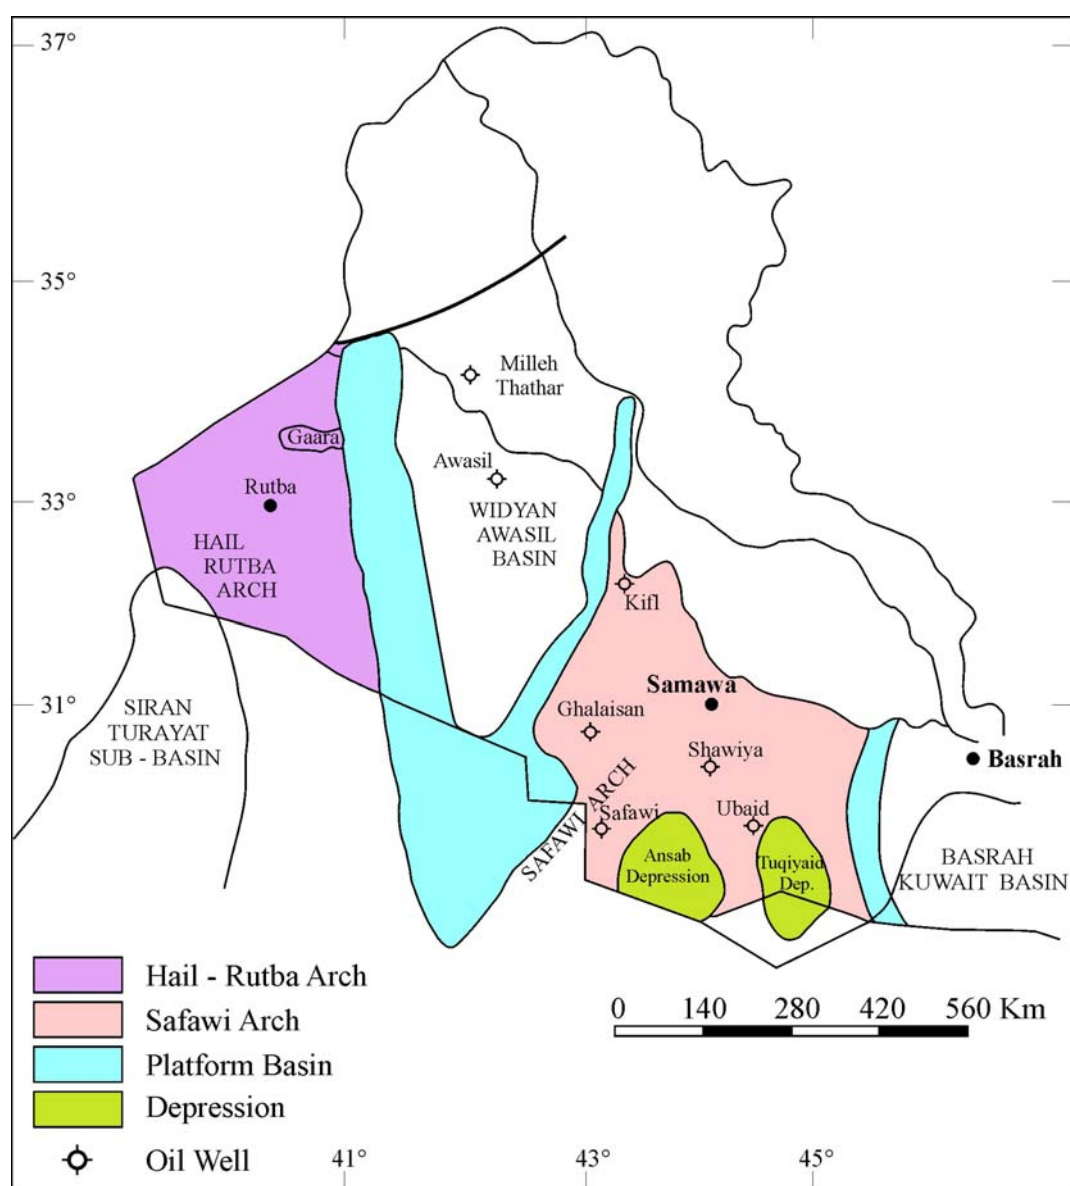 37°
35°
Milleh
Thathar
Gaara
Awasil
Rutba
33°
WIDYAN
AWASIL
BASIN
HAIL
RUTBA
ARCH
Kifl
31°
SIRAN
TURAYAT
SUB - BASIN
Samawa
Ghalaisan
Shawiya
Basrah
SAFAWI ARCH
Safawi
Ubaid
Ansab
Depression
Tuqiyaid
Dep.
BASRAH
KUWAIT BASIN
Hail - Rutba Arch
Safawi Arch
Platform Basin
Depression
Oil Well
0 140 280 420 560 Km
41° 43° 45°